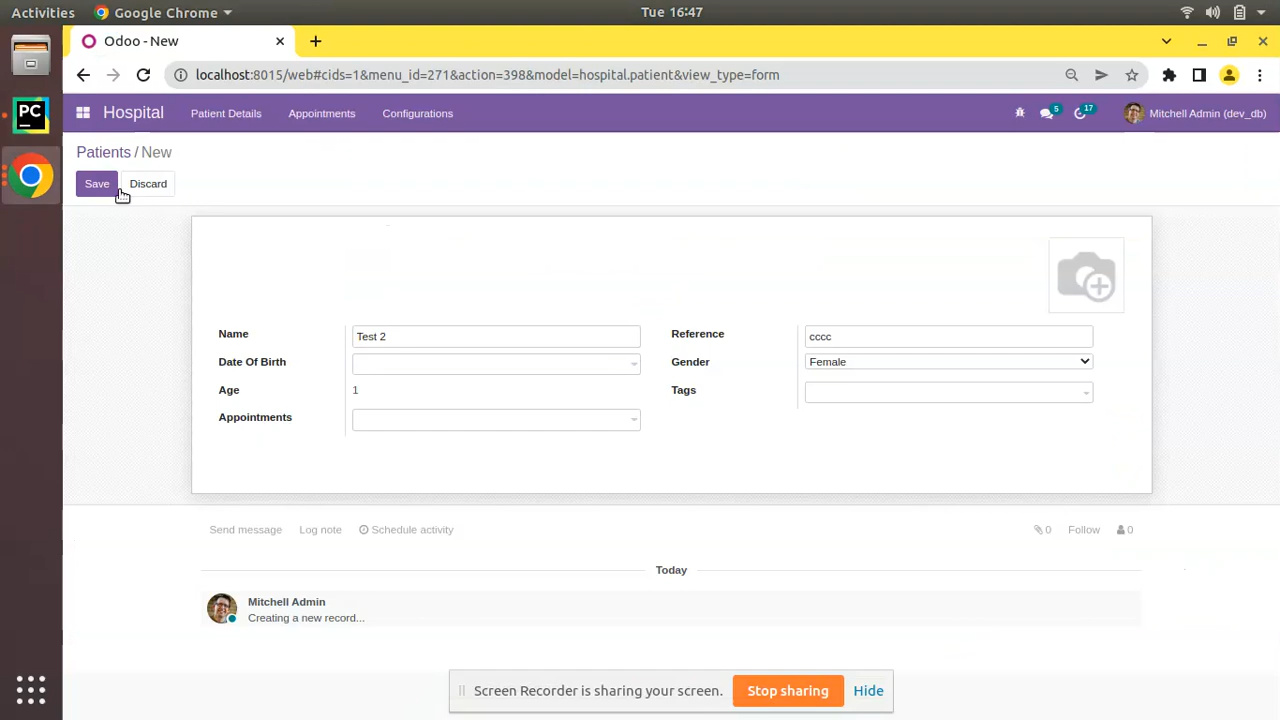 Activities Google Chrome Tue 16:47
Odoo - New
localhost:8015/web#cids=1&menu_id=271&action=398&model=hospital.patient&view_type=form
PC
Hospital Patient Details Appointments Configurations 5 17 Mitchell Admin (dev_db)
Patients / New
Save Discard
Name Test 2 Reference cccc
Date Of Birth Gender Female
Age 1 Tags
Appointments
Send message Log note Schedule activity 0 Follow 0
Today
Mitchell Admin
Creating a new record...
Screen Recorder is sharing your screen. Stop sharing Hide